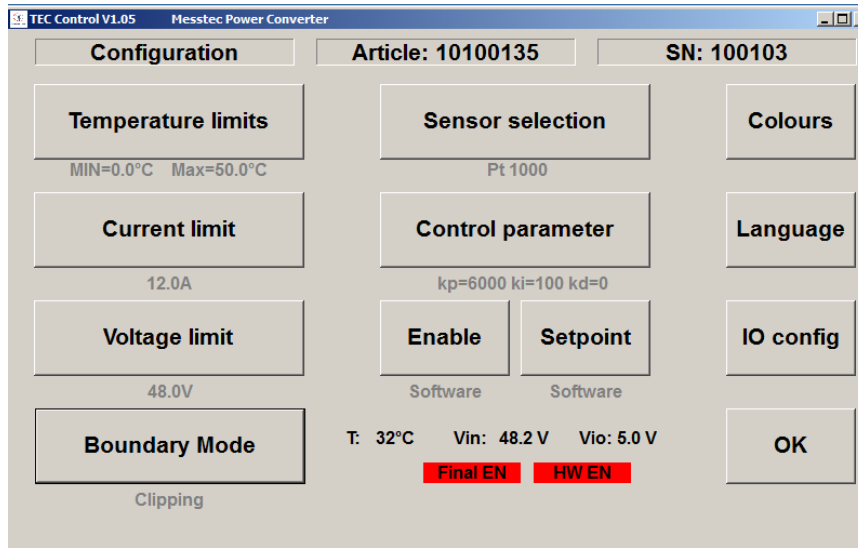 TEC Control V1.05 Messtec Power Converter
Configuration Article: 10100135 SN: 100103
Temperature limits Sensor selection Colours
MIN=0.0°C Max=50.0°C Pt 1000
Current limit Control parameter Language
12.0A kp=6000 ki=100 kd=0
Voltage limit Enable Setpoint IO config
48.0V Software Software
Boundary Mode T: 32°C Vin: 48.2 V Vio: 5.0 V OK
Final EN HW EN
Clipping